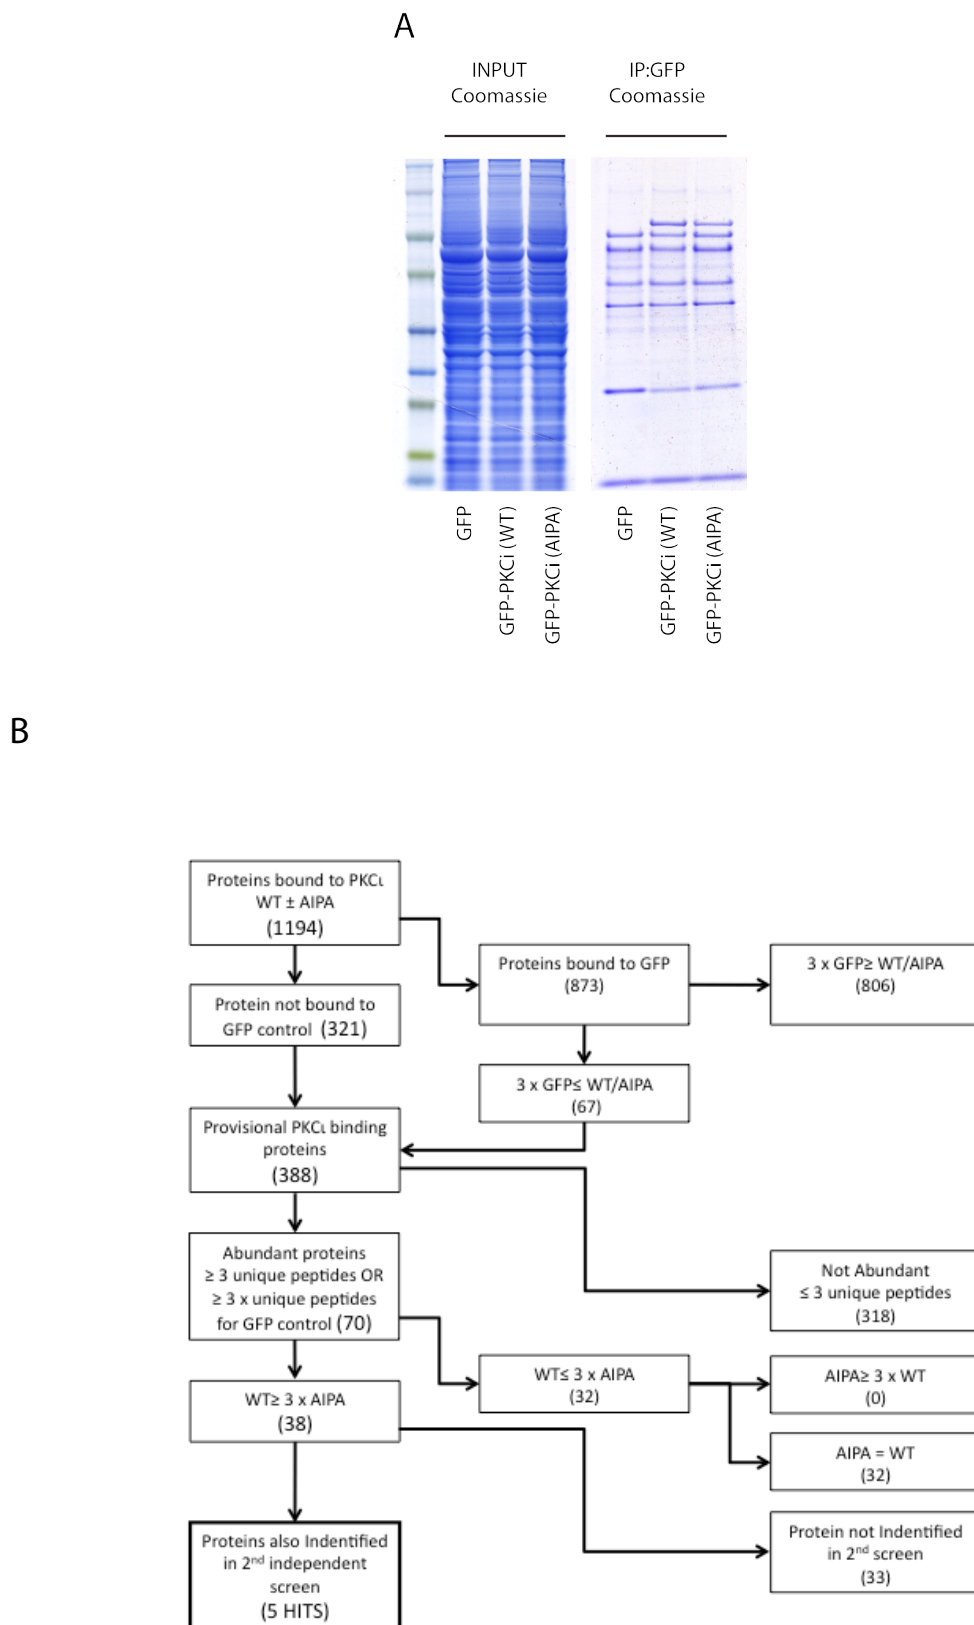 A
INPUT
Coomassie
IP:GFP
Coomassie
GFP
GFP-PKCi (WT)
GFP-PKCi (AIPA)
GFP
GFP-PKCi (WT)
GFP-PKCi (AIPA)
B
Proteins bound to PKCι
WT ± AIPA
(1194)
Proteins bound to GFP
(873)
3 x GFP≥ WT/AIPA
(806)
Protein not bound to
GFP control (321)
3 x GFP≤ WT/AIPA
(67)
Provisional PKCι binding
proteins
(388)
Abundant proteins
≥ 3 unique peptides OR
≥ 3 x unique peptides
for GFP control (70)
Not Abundant
≤ 3 unique peptides
(318)
WT≥ 3 x AIPA
(38)
WT≤ 3 x AIPA
(32)
AIPA≥ 3 x WT
(0)
AIPA = WT
(32)
Proteins also Indentified
in 2nd independent
screen
(5 HITS)
Protein not Indentified
in 2nd screen
(33)